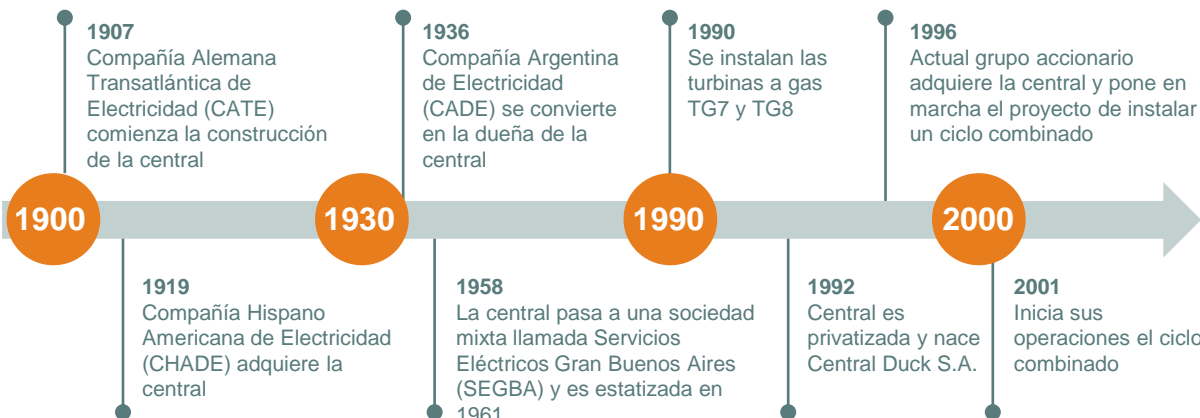 1907
Compañía Alemana
Transatlántica de
Electricidad (CATE)
comienza la construcción
de la central
1936
Compañía Argentina
de Electricidad
(CADE) se convierte
en la dueña de la
central
1990
Se instalan las
turbinas a gas
TG7 y TG8
1996
Actual grupo accionario
adquiere la central y pone en
marcha el proyecto de instalar
un ciclo combinado
1900
1930
1990
2000
1919
Compañía Hispano
Americana de Electricidad
(CHADE) adquiere la
central
1958
La central pasa a una sociedad
mixta llamada Servicios
Eléctricos Gran Buenos Aires
(SEGBA) y es estatizada en
1961
1992
Central es
privatizada y nace
Central Duck S.A.
2001
Inicia sus
operaciones el ciclo
combinado